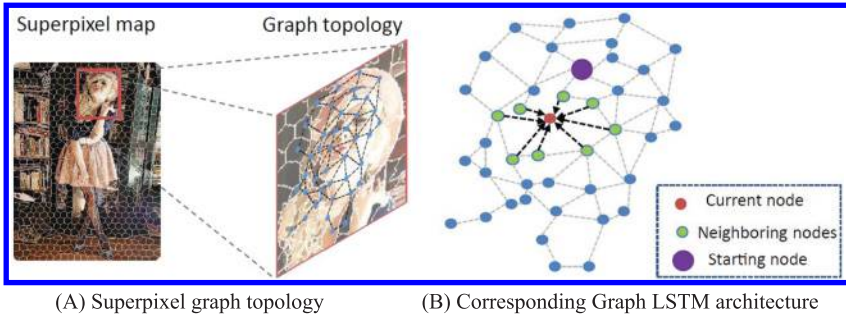 Superpixel map
Graph topology
Current node
Neighboring nodes
Starting node
(A) Superpixel graph topology
(B) Corresponding Graph LSTM architecture